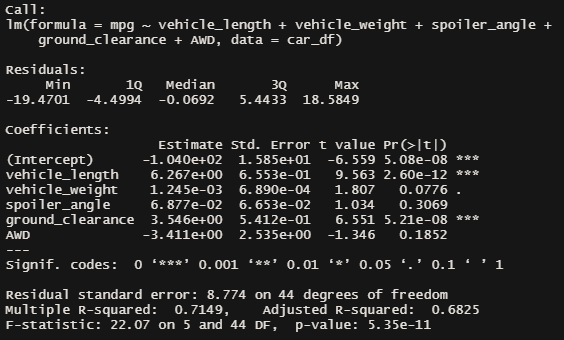 Call:
lm(formula = mpg ~ vehicle_length + vehicle_weight + spoiler_angle +
    ground_clearance + AWD, data = car_df)

Residuals:
     Min       1Q   Median       3Q      Max
-19.4701  -4.4994  -0.0692   5.4433  18.5849

Coefficients:
                   Estimate Std. Error t value Pr(>|t|)
(Intercept)      -1.040e+02  1.585e+01  -6.559 5.08e-08 ***
vehicle_length    6.267e+00  6.553e-01   9.563 2.60e-12 ***
vehicle_weight    1.245e-03  6.890e-04   1.807   0.0776 .
spoiler_angle     6.877e-02  6.653e-02   1.034   0.3069
ground_clearance  3.546e+00  5.412e-01   6.551 5.21e-08 ***
AWD              -3.411e+00  2.535e+00  -1.346   0.1852
---
Signif. codes:  0 ‘***’ 0.001 ‘**’ 0.01 ‘*’ 0.05 ‘.’ 0.1 ‘ ’ 1

Residual standard error: 8.774 on 44 degrees of freedom
Multiple R-squared:  0.7149,    Adjusted R-squared:  0.6825
F-statistic: 22.07 on 5 and 44 DF,  p-value: 5.35e-11